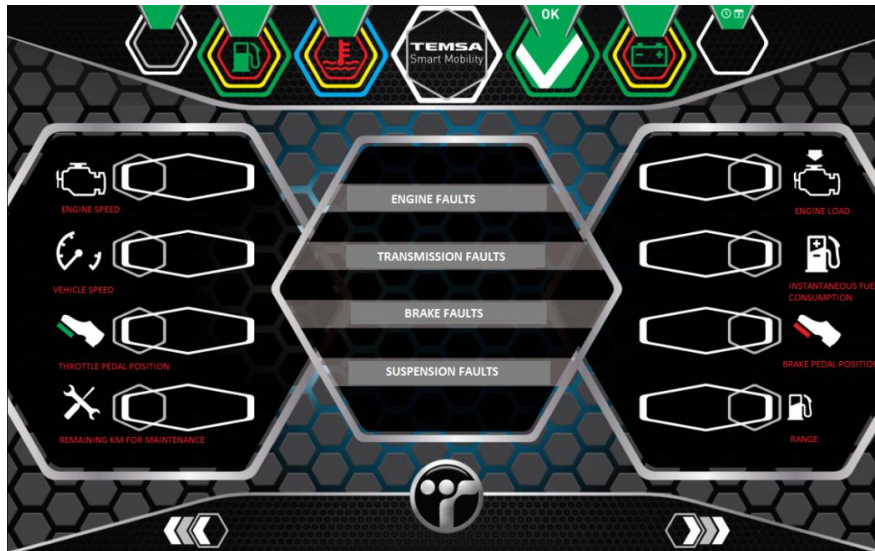 OK
TEMSA
Smart Mobility
ENGINE SPEED
VEHICLE SPEED
THROTTLE PEDAL POSITION
REMAINING KM FOR MAINTENANCE
ENGINE FAULTS
TRANSMISSION FAULTS
BRAKE FAULTS
SUSPENSION FAULTS
ENGINE LOAD
INSTANTANEOUS FUE
CONSUMPTION
BRAKE PEDAL POSITION
RANGE